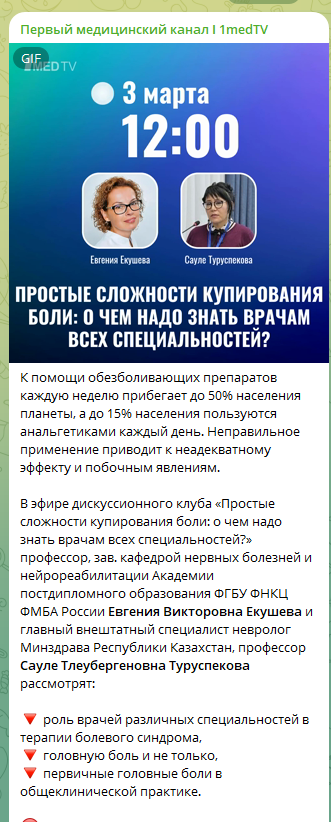 Первый медицинский канал I 1medTV
GIF
1MEDTV
3 марта
12:00
Евгения Екушева
Сауле Туруспекова
ПРОСТЫЕ СЛОЖНОСТИ КУПИРОВАНИЯ
БОЛИ: О ЧЕМ НАДО ЗНАТЬ ВРАЧАМ
ВСЕХ СПЕЦИАЛЬНОСТЕЙ?
К помощи обезболивающих препаратов
каждую неделю прибегает до 50% населения
планеты, а до 15% населения пользуются
анальгетиками каждый день. Неправильное
применение приводит к неадекватному
эффекту и побочным явлениям.
В эфире дискуссионного клуба «Простые
сложности купирования боли: о чем надо
знать врачам всех специальностей?»
профессор, зав. кафедрой нервных болезней и
нейрореабилитации Академии
постдипломного образования ФГБУ ФНКЦ
ФМБА России Евгения Викторовна Екушева и
главный внештатный специалист невролог
Минздрава Республики Казахстан, профессор
Сауле Тлеубергеновна Туруспекова
рассмотрят:
роль врачей различных специальностей в
терапии болевого синдрома,
головную боль и не только,
первичные головные боли в
общеклинической практике.